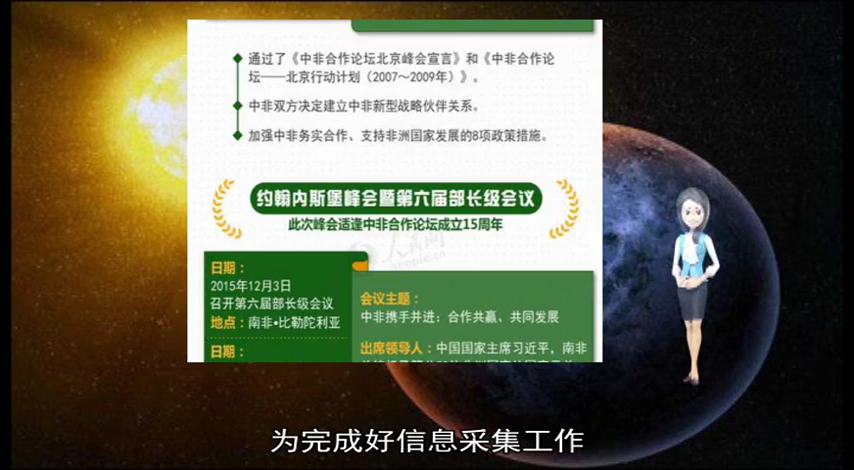 通过了《中非合作论坛北京峰会宣言》和《中非合作论
坛——北京行动计划（2007～2009年）》。
中非双方决定建立中非新型战略伙伴关系。
加强中非务实合作、支持非洲国家发展的8项政策措施。
约翰内斯堡峰会暨第六届部长级会议
此次峰会适逢中非合作论坛成立15周年
人民网
people.cn
日期：
2015年12月3日
召开第六届部长级会议
地点：南非•比勒陀利亚
日期：
会议主题：
中非携手并进：合作共赢、共同发展
出席领导人：中国国家主席习近平，南非
为完成好信息采集工作